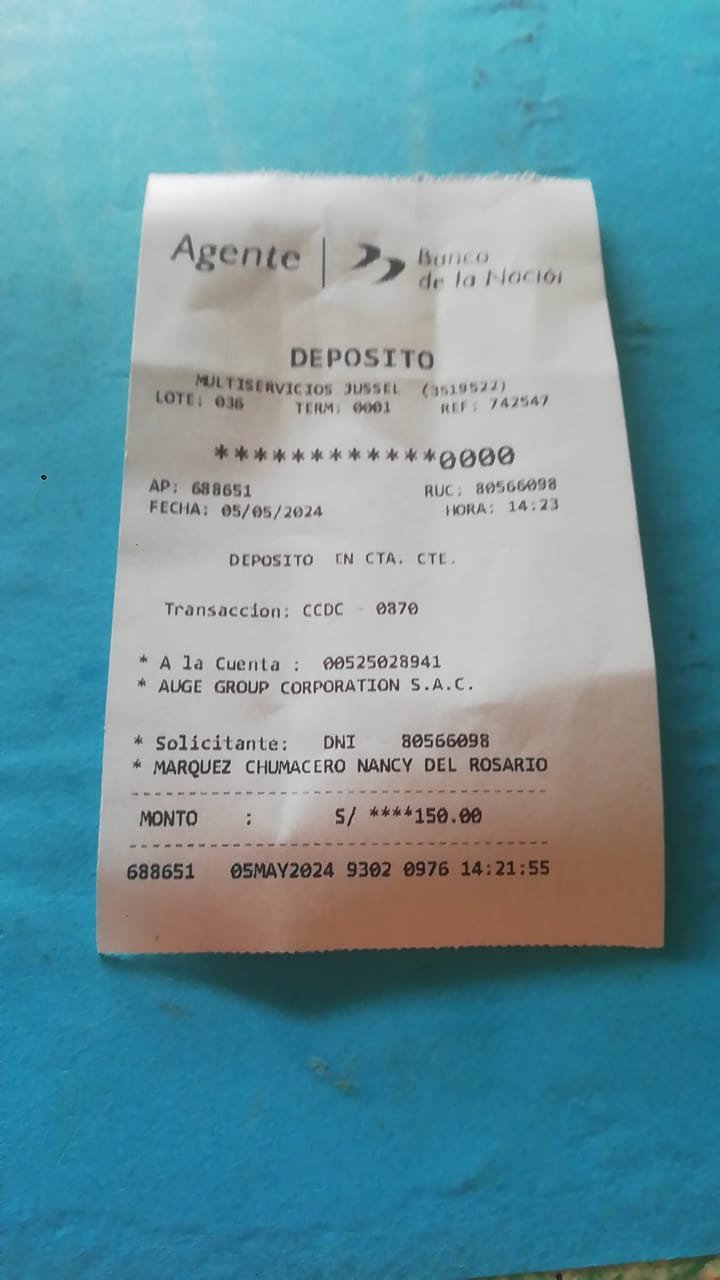 Agente | Banco
de la Nación
DEPOSITO
MULTISERVICIOS JUSSEL (3519522)
LOTE: 036 TERM: 0001 REF: 742547
************0000
AP: 688651 RUC: 80566098
FECHA: 05/05/2024 HORA: 14:23
DEPOSITO EN CTA. CTE.
Transaccion: CCDC - 0870
* A la Cuenta : 00525028941
* AUGE GROUP CORPORATION S.A.C.
* Solicitante: DNI 80566098
* MARQUEZ CHUMACERO NANCY DEL ROSARIO
MONTO : S/ ****150.00
688651 05MAY2024 9302 0976 14:21:55